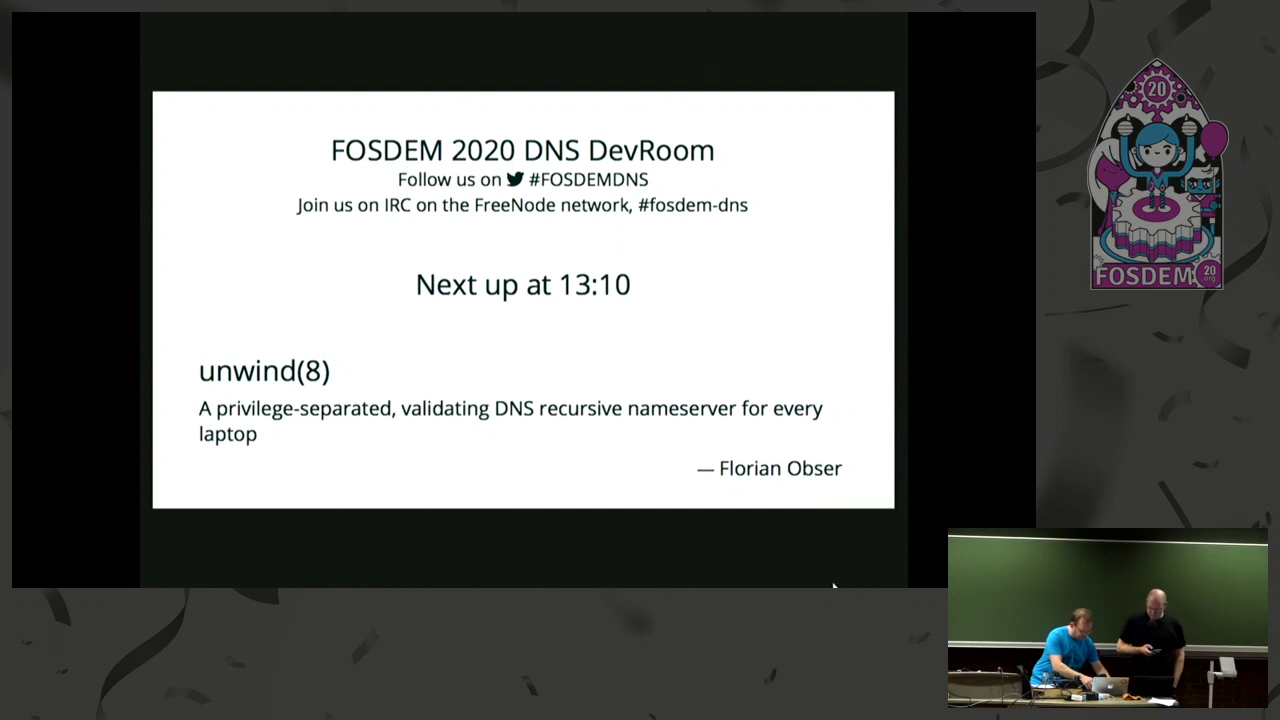 FOSDEM 2020 DNS DevRoom
Follow us on #FOSDEMDNS
Join us on IRC on the FreeNode network, #fosdem-dns
Next up at 13:10
unwind(8)
A privilege-separated, validating DNS recursive nameserver for every
laptop
— Florian Obser
20
FOSDEM
20
org